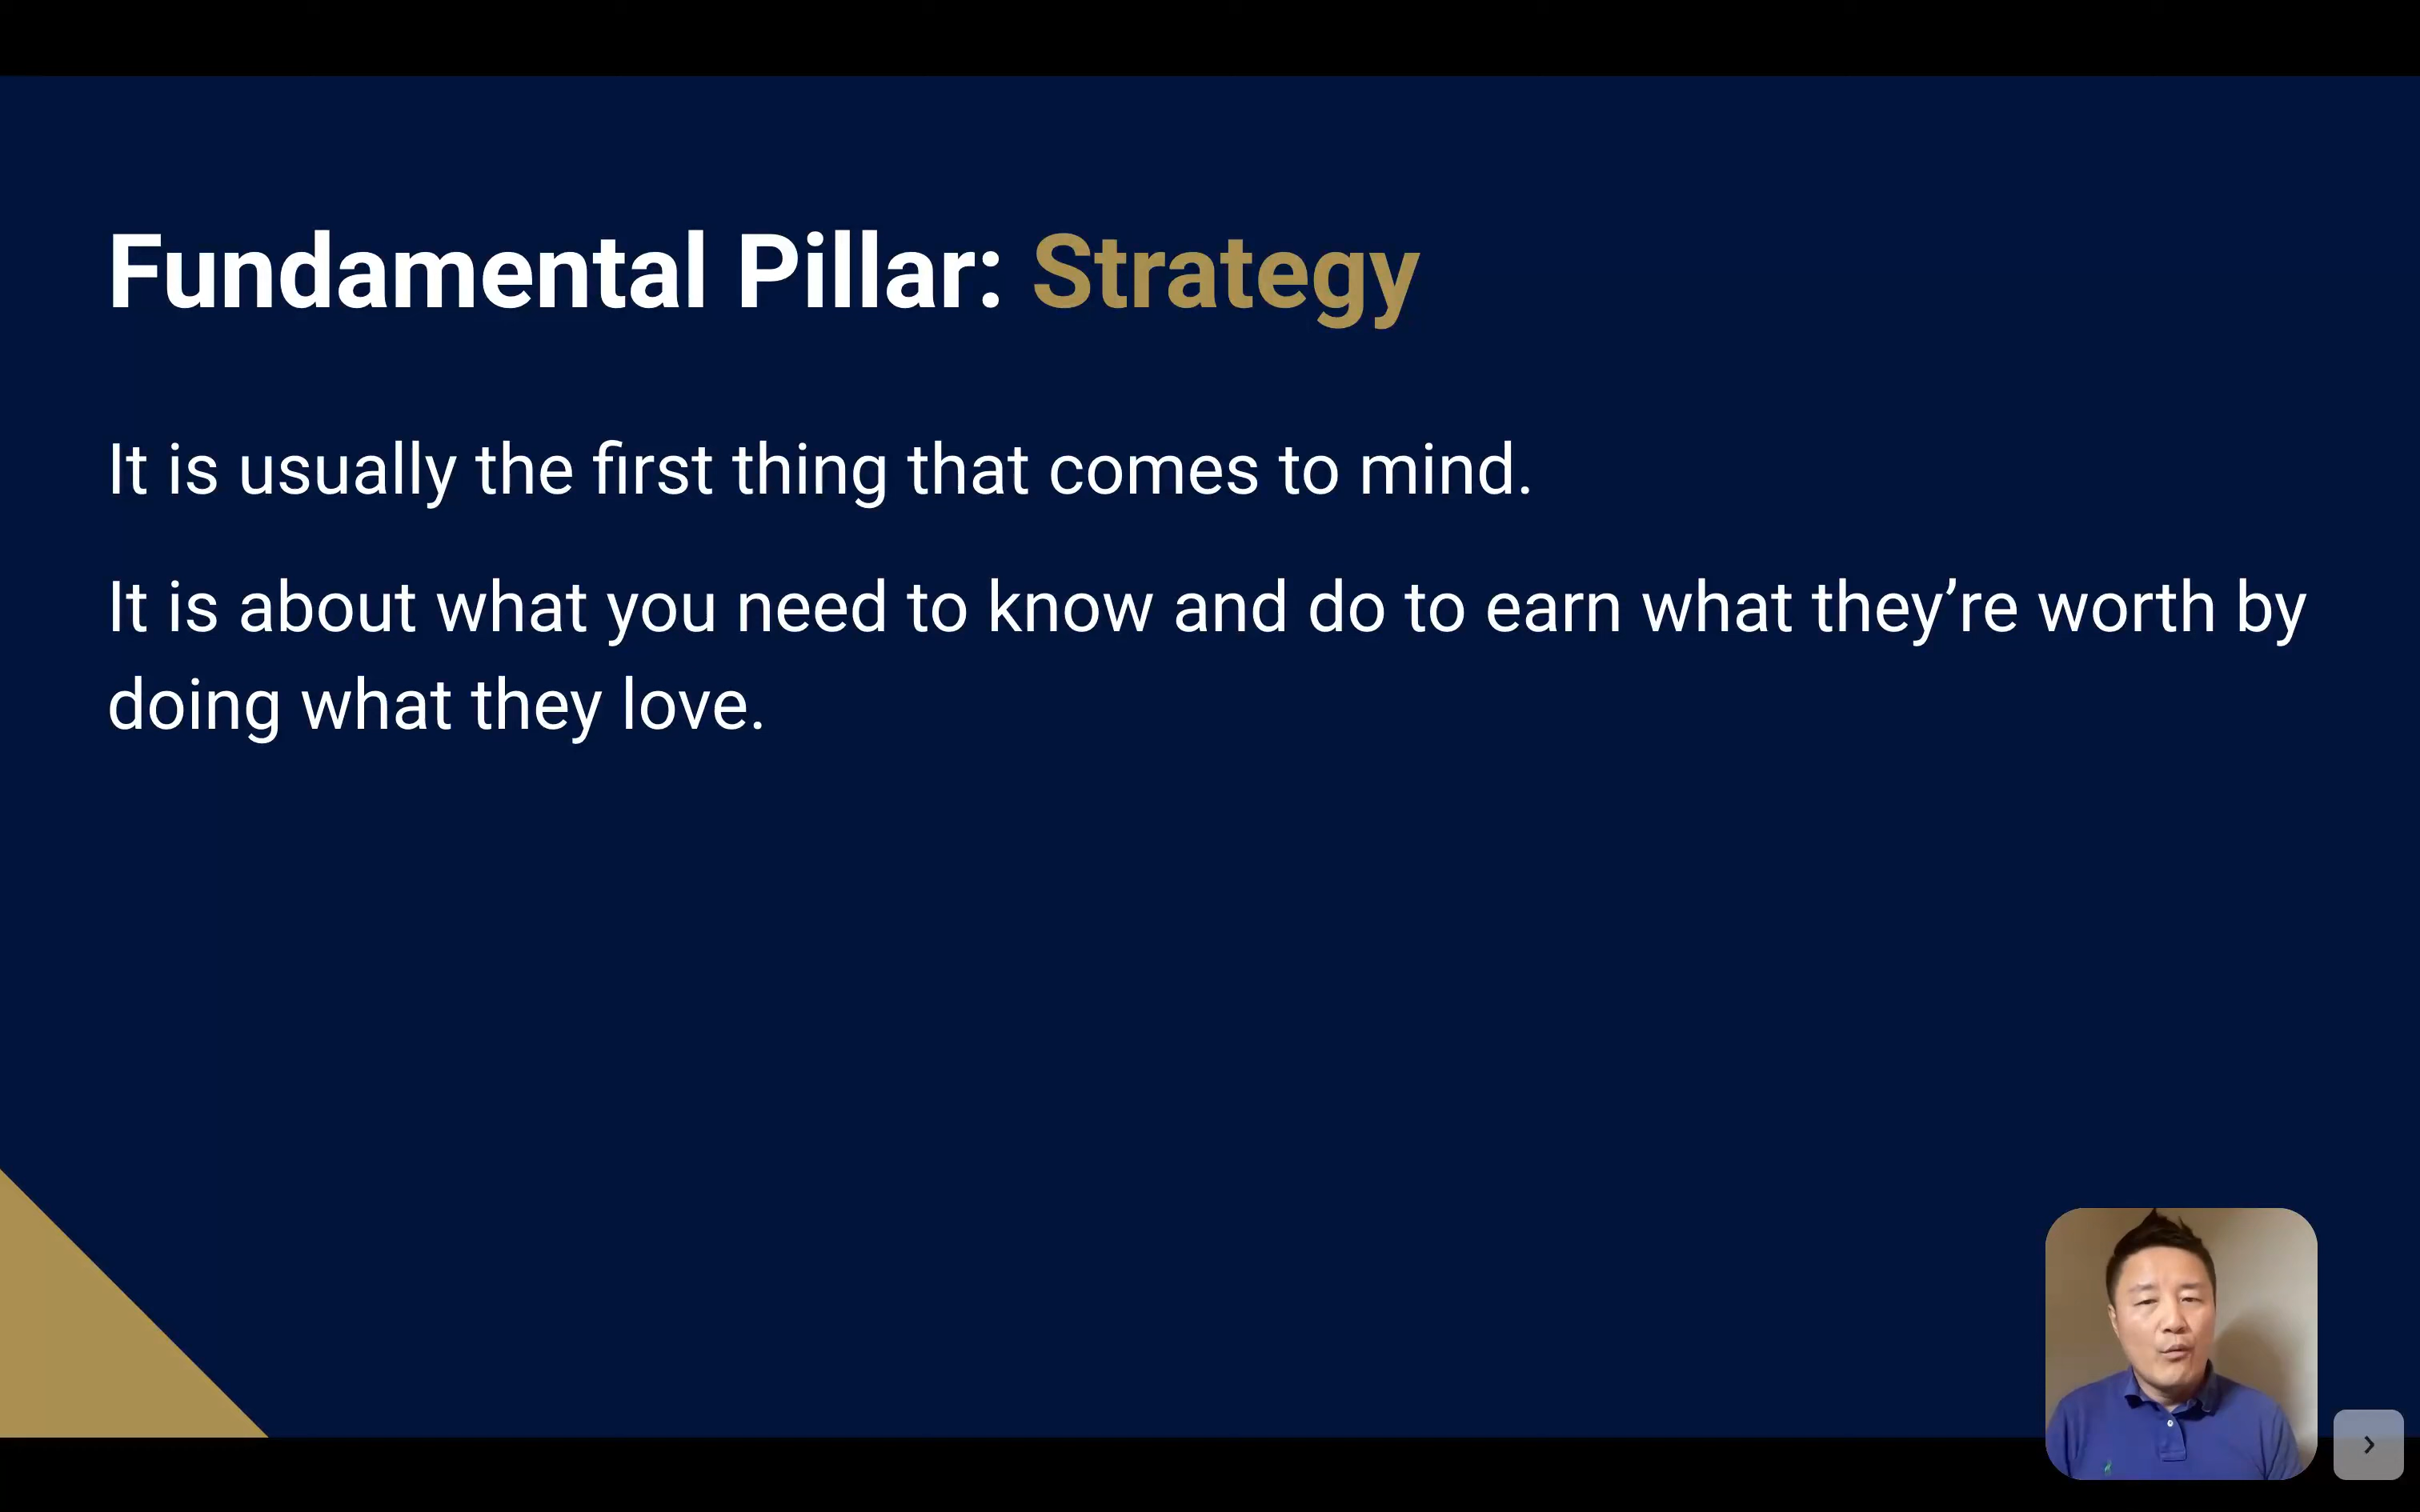 Fundamental Pillar: Strategy
It is usually the first thing that comes to mind.
It is about what you need to know and do to earn what they’re worth by
doing what they love.